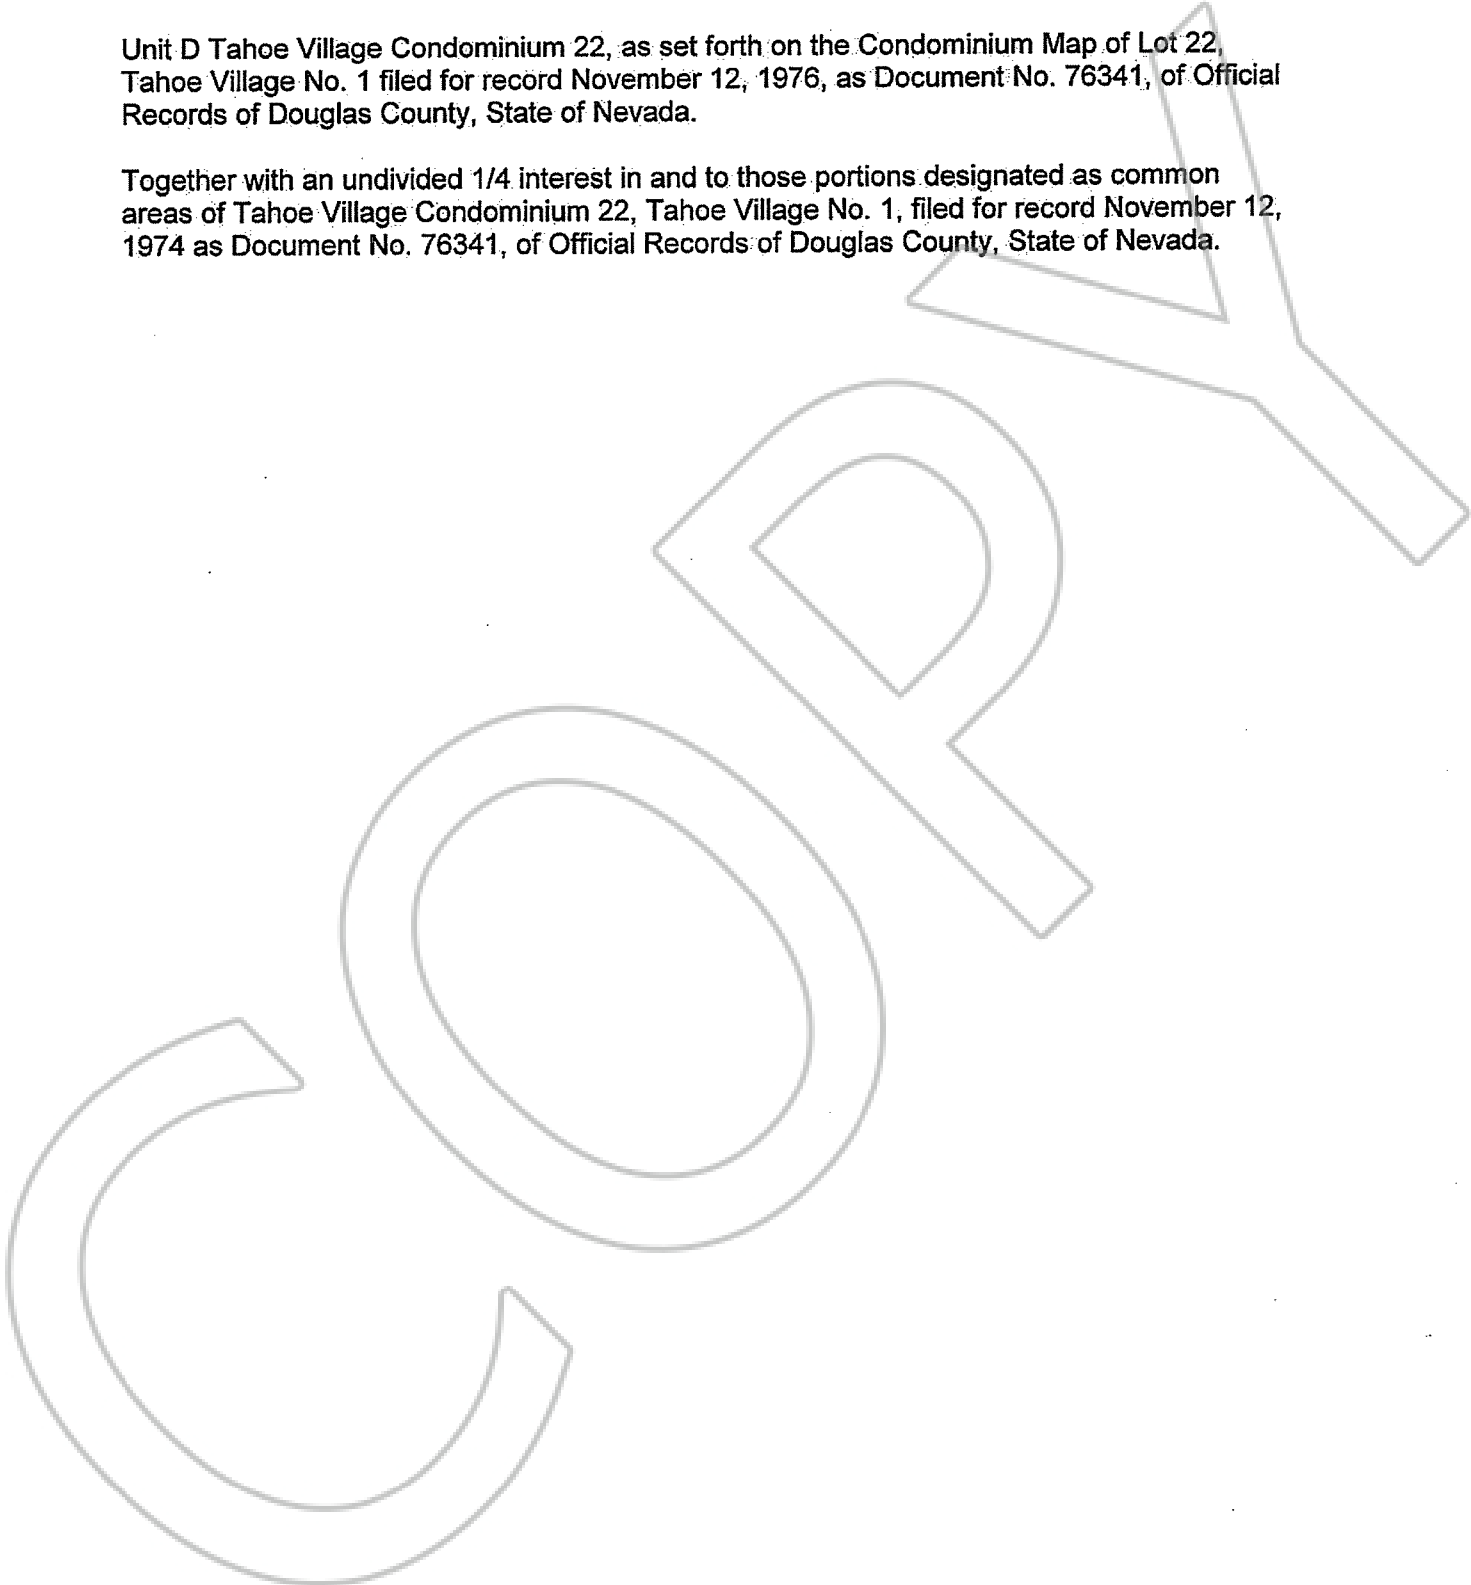 Unit D Tahoe Village Condominium 22, as set forth on the Condominium Map of Lot 22,
Tahoe Village No. 1 filed for record November 12, 1976, as Document No. 76341, of Official
Records of Douglas County, State of Nevada.
Together with an undivided 1/4 interest in and to those portions designated as common
areas of Tahoe Village Condominium 22, Tahoe Village No. 1, filed for record November 12,
1974 as Document No. 76341, of Official Records of Douglas County, State of Nevada.
COPY